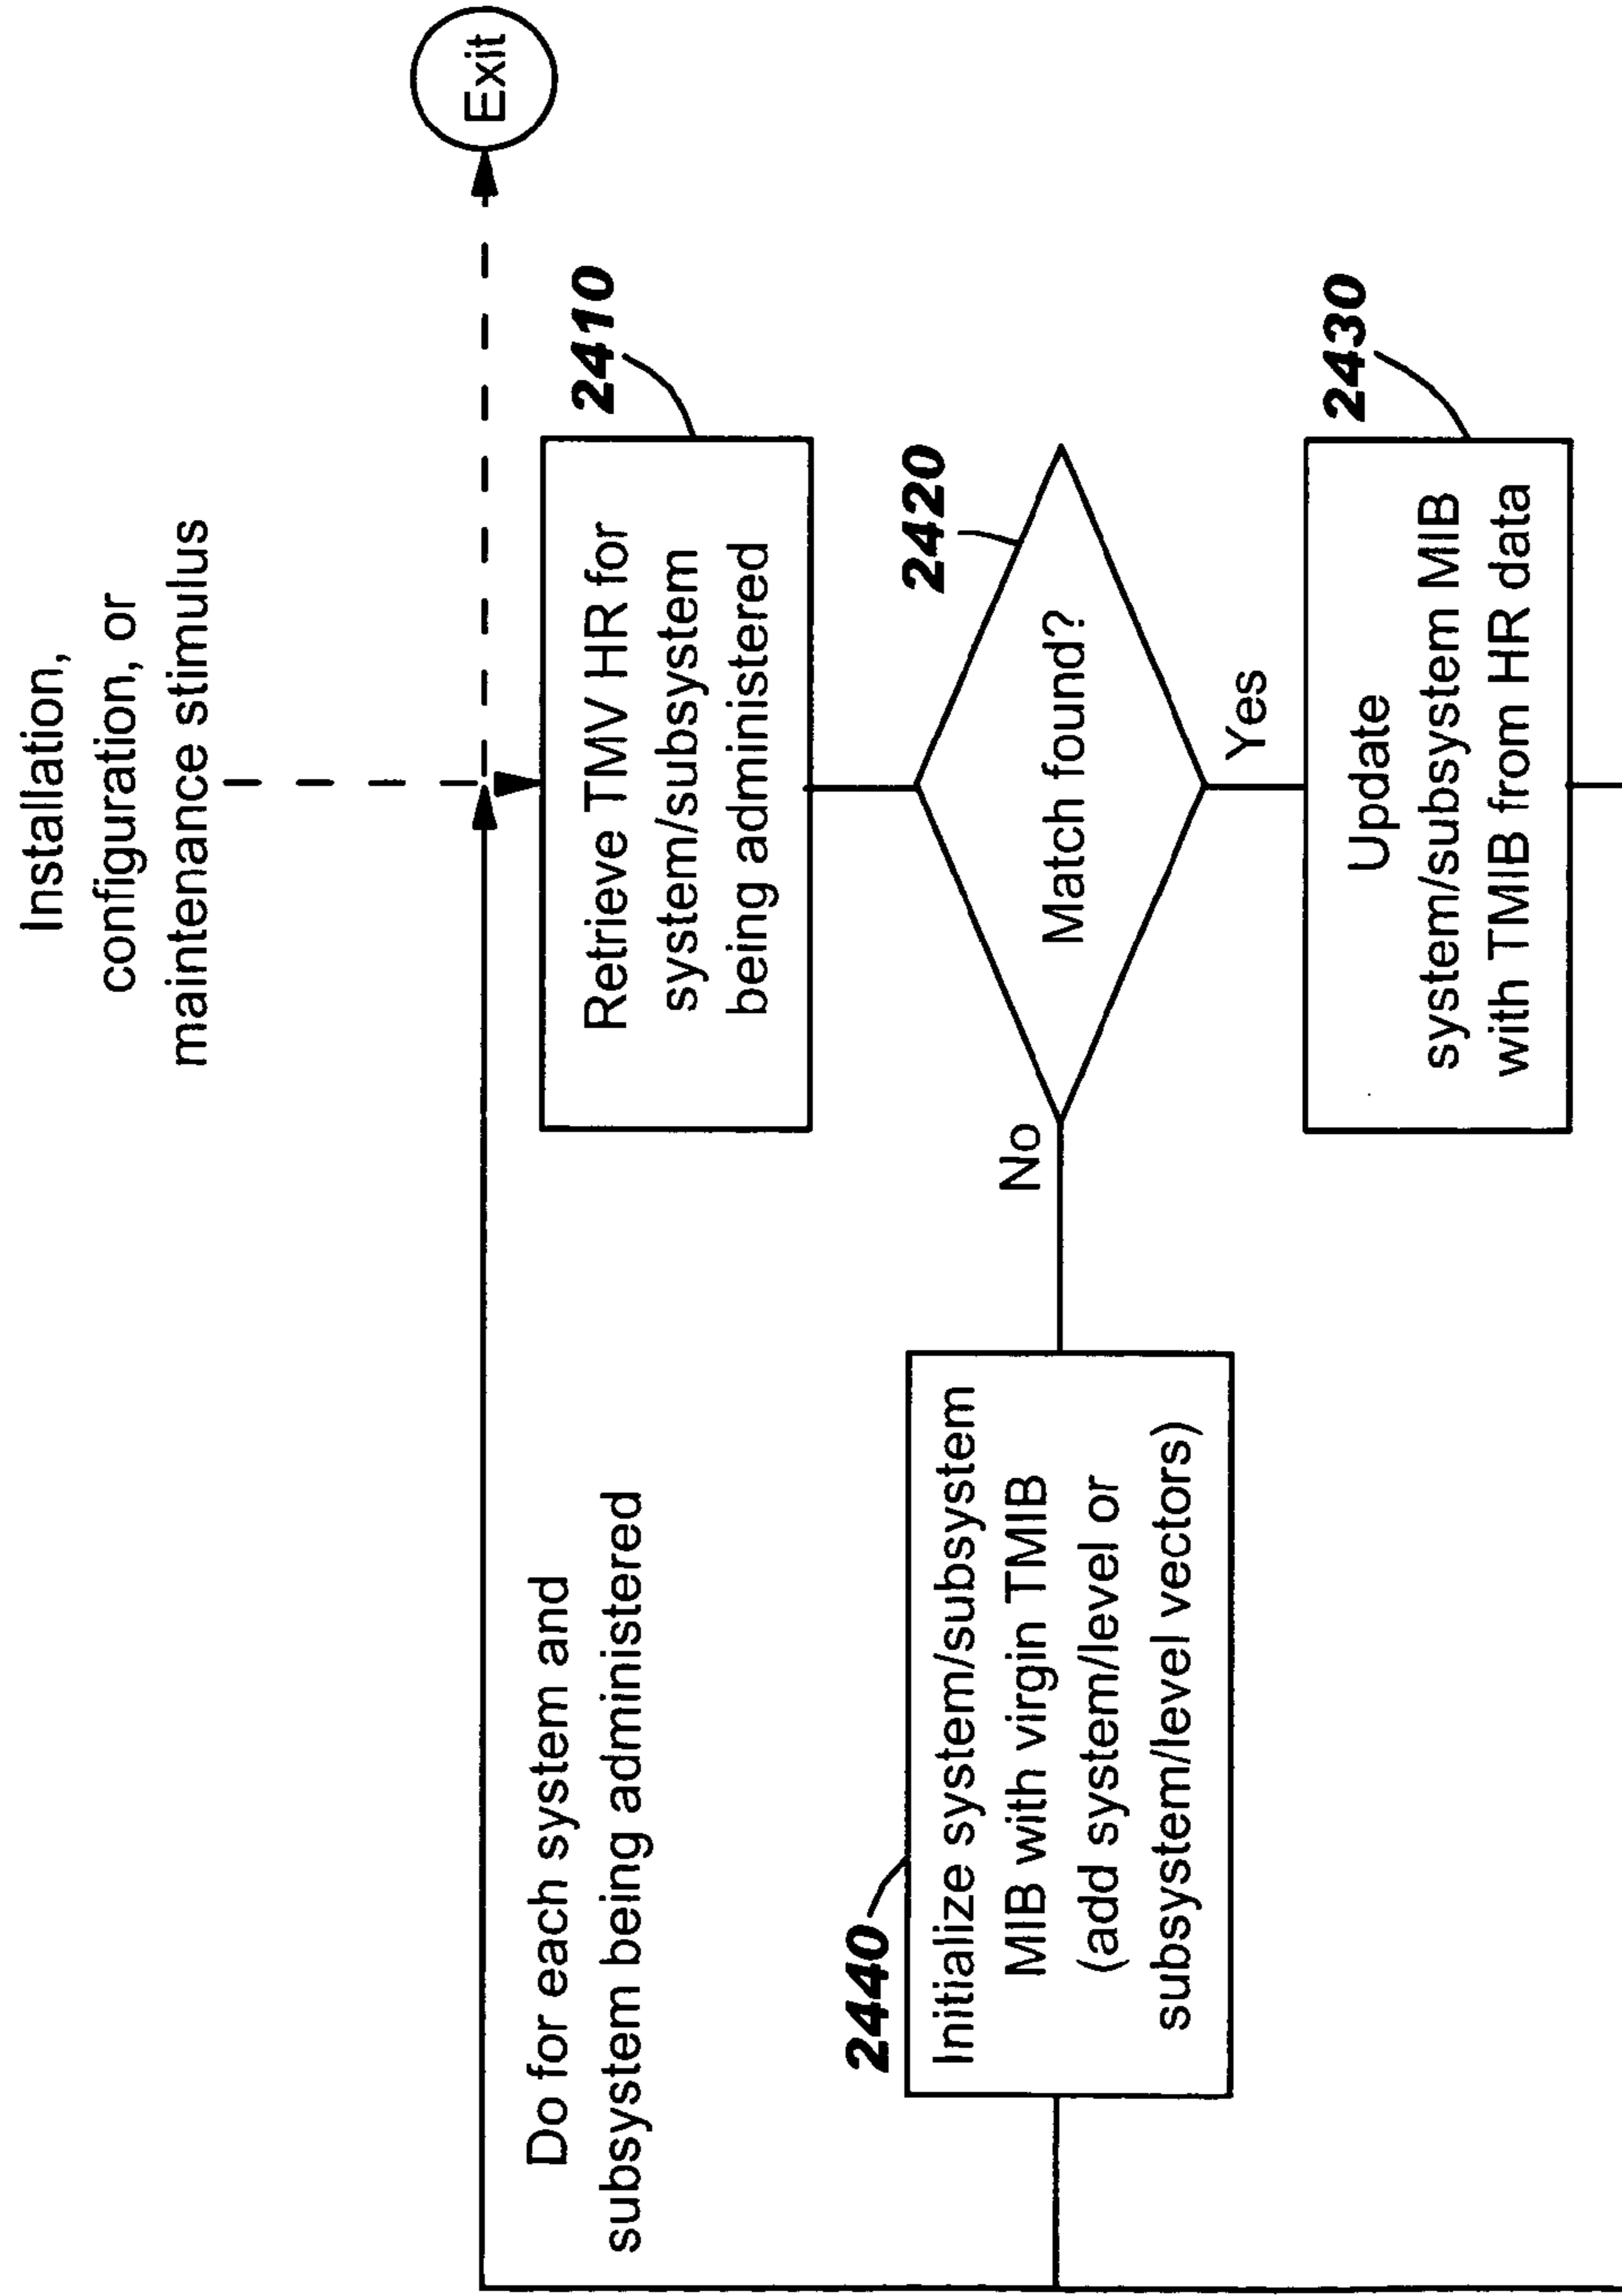 Installation,
configuration, or
maintenance stimulus
Exit
Do for each system and
subsystem being administered
2410
Retrieve TMV HR for
system/subsystem
being administered
2420
Match found?
No
Yes
2440
Initialize system/subsystem
MIB with virgin TMIB
(add system/level or
subsystem/level vectors)
2430
Update
system/subsystem MIB
with TMIB from HR data